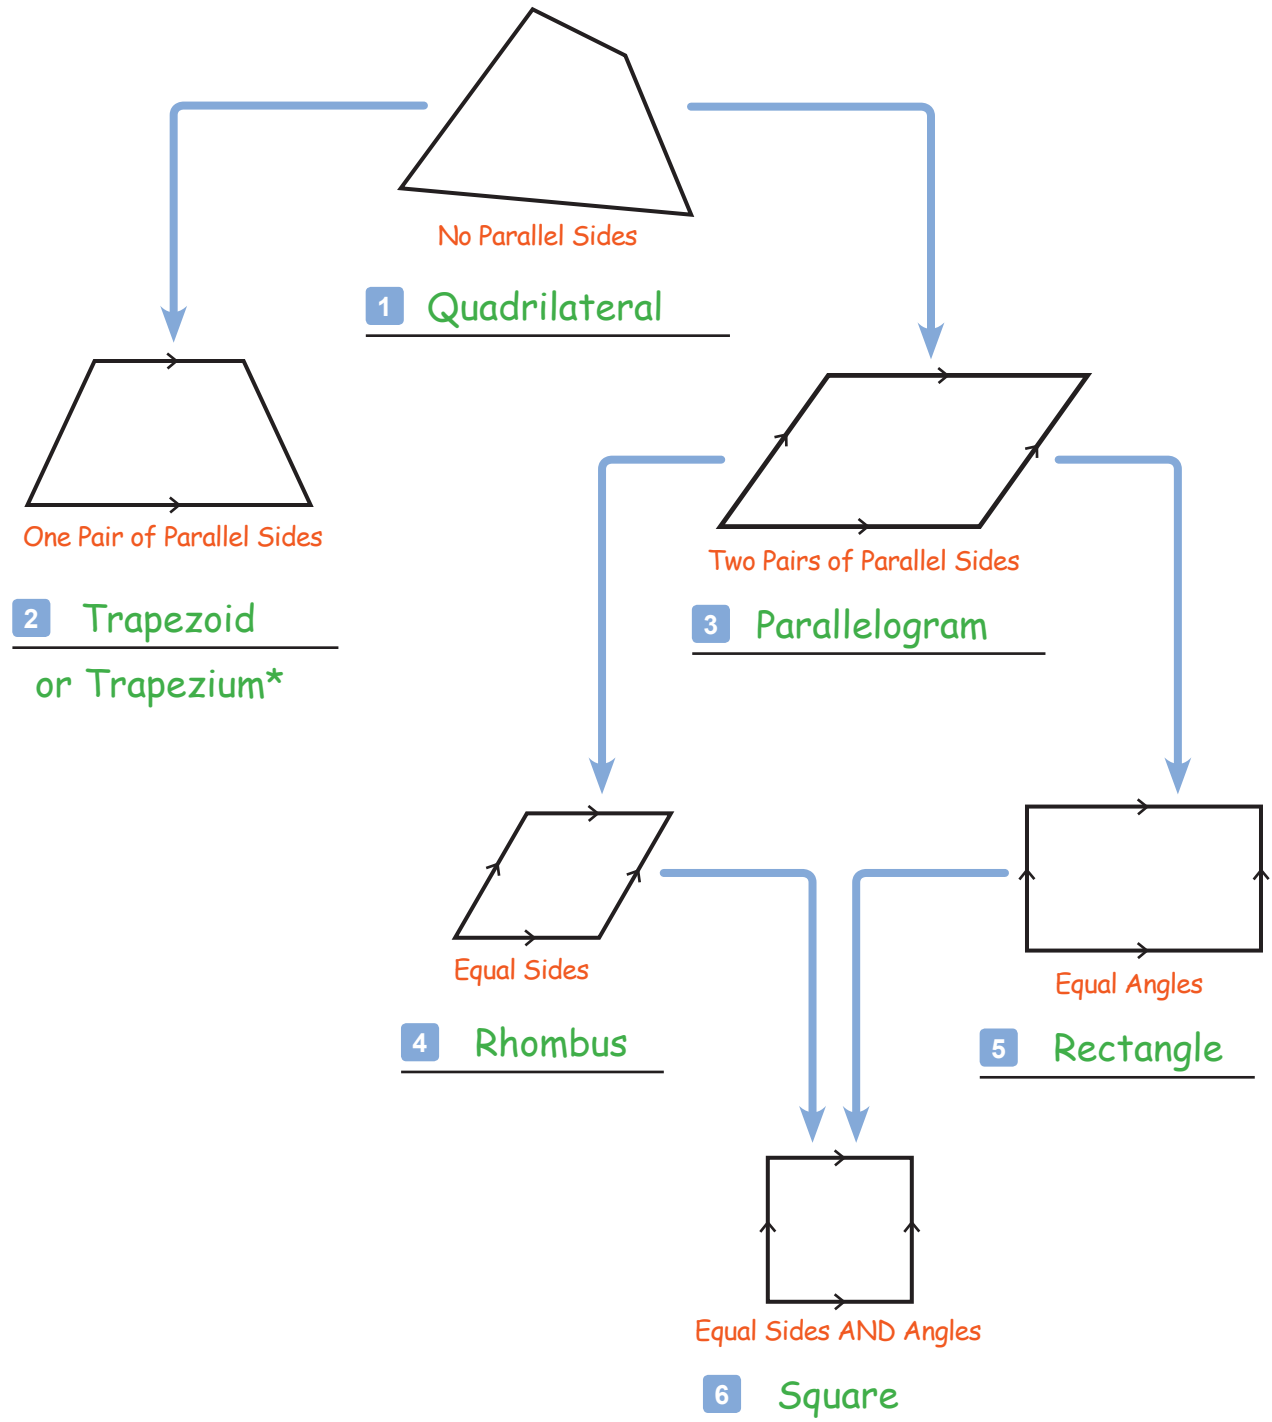 No Parallel Sides
1 Quadrilateral
One Pair of Parallel Sides
2 Trapezoid
or Trapezium*
Two Pairs of Parallel Sides
3 Parallelogram
Equal Sides
4 Rhombus
Equal Angles
5 Rectangle
Equal Sides AND Angles
6 Square